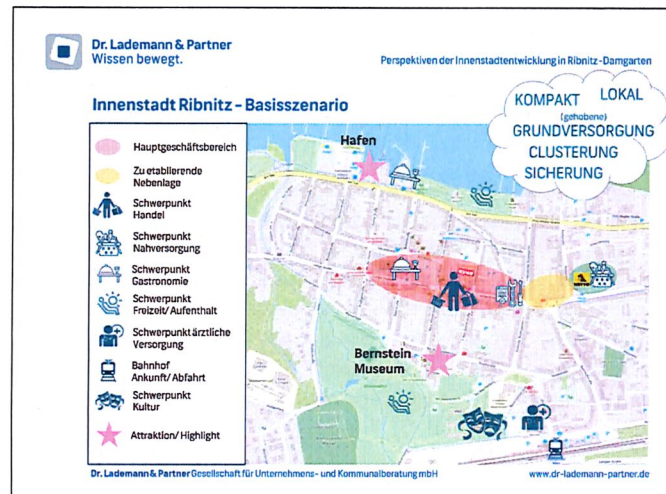 Dr. Lademann & Partner
Wissen bewegt.
Perspektiven der Innenstadtentwicklung in Ribnitz-Damgarten
Innenstadt Ribnitz – Basisszenario
KOMPAKT LOKAL
(gehobene)
GRUNDVERSORGUNG
CLUSTERUNG
SICHERUNG
Hauptgeschäftsbereich
Zu etablierende
Nebenlage
Schwerpunkt
Handel
Schwerpunkt
Nahversorgung
Schwerpunkt
Gastronomie
Schwerpunkt
Freizeit/Aufenthalt
Schwerpunkt ärztliche
Versorgung
Bahnhof
Ankunft/Abfahrt
Schwerpunkt
Kultur
Attraktion/Highlight
Hafen
Bernstein
Museum
Dr. Lademann & Partner Gesellschaft für Unternehmens- und Kommunalberatung mbH
www.dr-lademann-partner.de